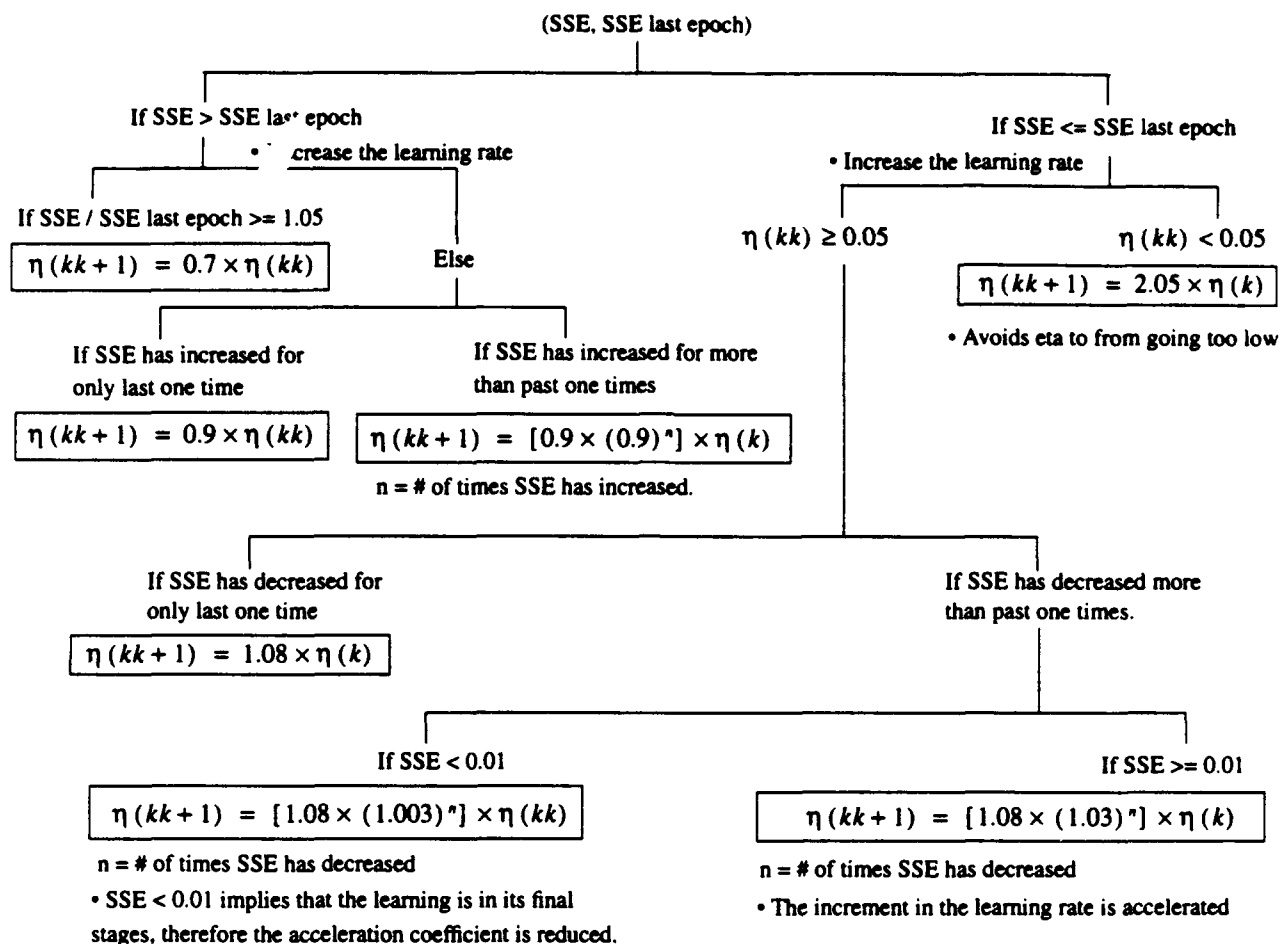 (SSE, SSE last epoch)
If SSE > SSE last epoch
• crease the learning rate
If SSE / SSE last epoch >= 1.05
η (kk + 1) = 0.7 × η (kk)
Else
If SSE has increased for
only last one time
η (kk + 1) = 0.9 × η (kk)
If SSE has increased for more
than past one times
η (kk + 1) = [0.9 × (0.9)ⁿ] × η (k)
n = # of times SSE has increased.
If SSE <= SSE last epoch
• Increase the learning rate
η (kk) ≥ 0.05
η (kk) < 0.05
η (kk + 1) = 2.05 × η (k)
• Avoids eta to from going too low
If SSE has decreased for
only last one time
η (kk + 1) = 1.08 × η (k)
If SSE has decreased more
than past one times.
If SSE < 0.01
η (kk + 1) = [1.08 × (1.003)ⁿ] × η (kk)
n = # of times SSE has decreased
• SSE < 0.01 implies that the learning is in its final
stages, therefore the acceleration coefficient is reduced.
If SSE >= 0.01
η (kk + 1) = [1.08 × (1.03)ⁿ] × η (k)
n = # of times SSE has decreased
• The increment in the learning rate is accelerated